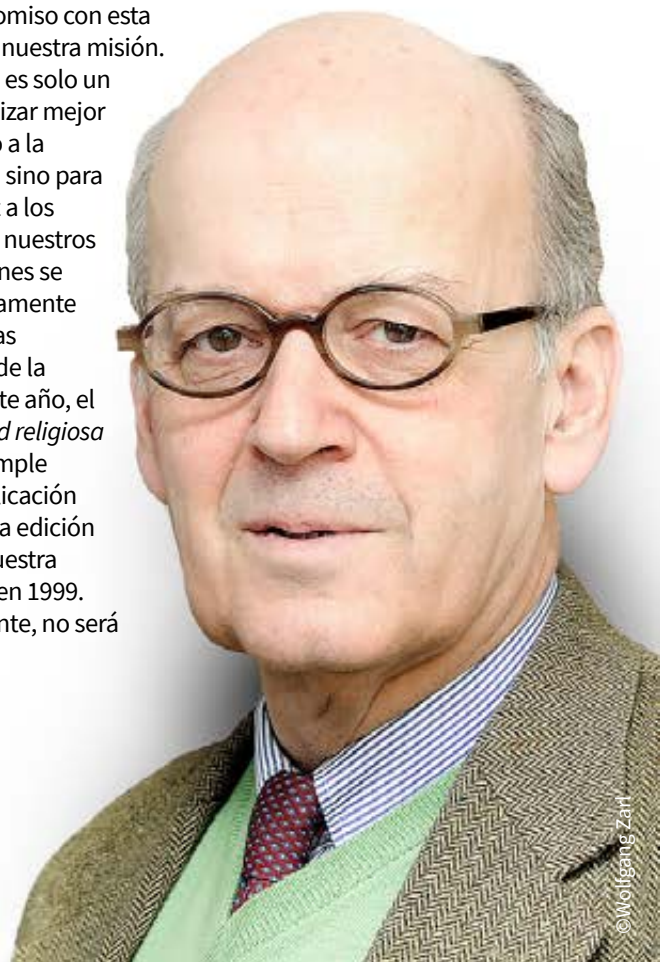 omiso con esta
nuestra misión.
es solo un
izar mejor
o a la
sino para
a los
nuestros
nes se
amente
as
de la
te año, el
d religiosa
mple
licación
a edición
uestra
en 1999.
nte, no será
©Wolfgang Zarl